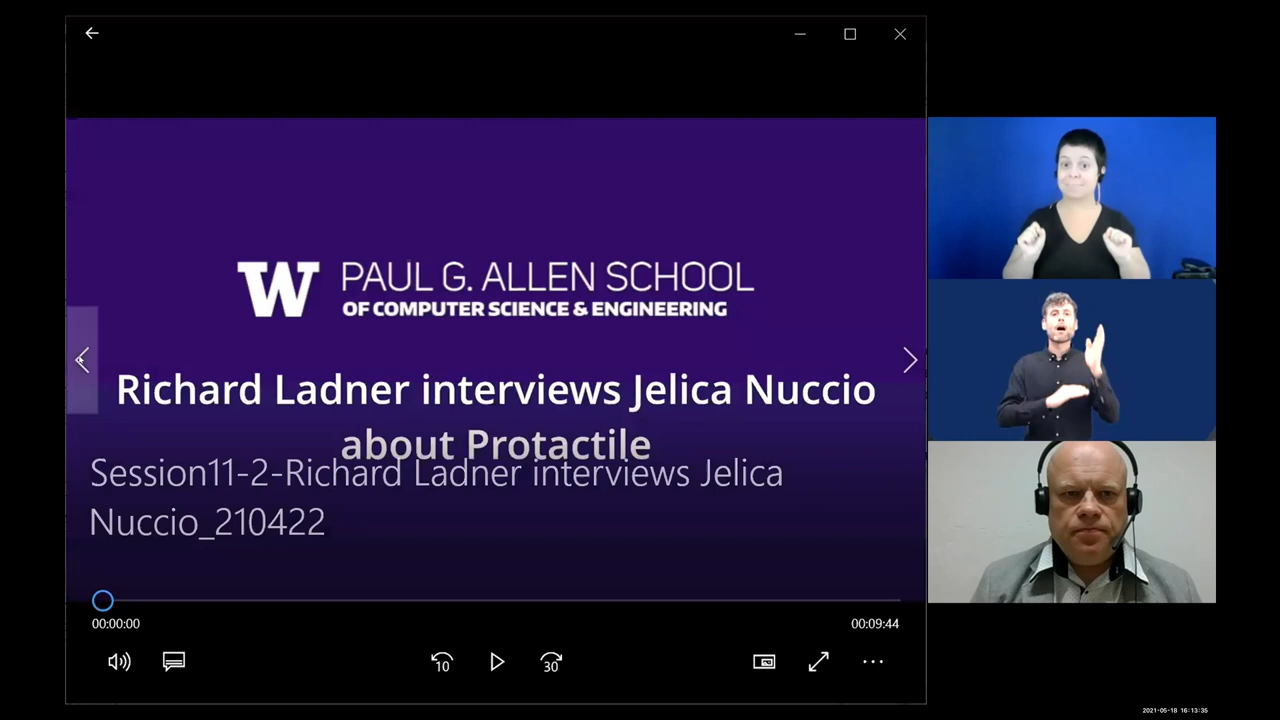 W PAUL G. ALLEN SCHOOL
OF COMPUTER SCIENCE & ENGINEERING
Richard Ladner interviews Jelica Nuccio
about Protactile
Session11-2-Richard Ladner interviews Jelica
Nuccio_210422
00:00:00
00:09:44
10
30
2021-05-18 16:13:35